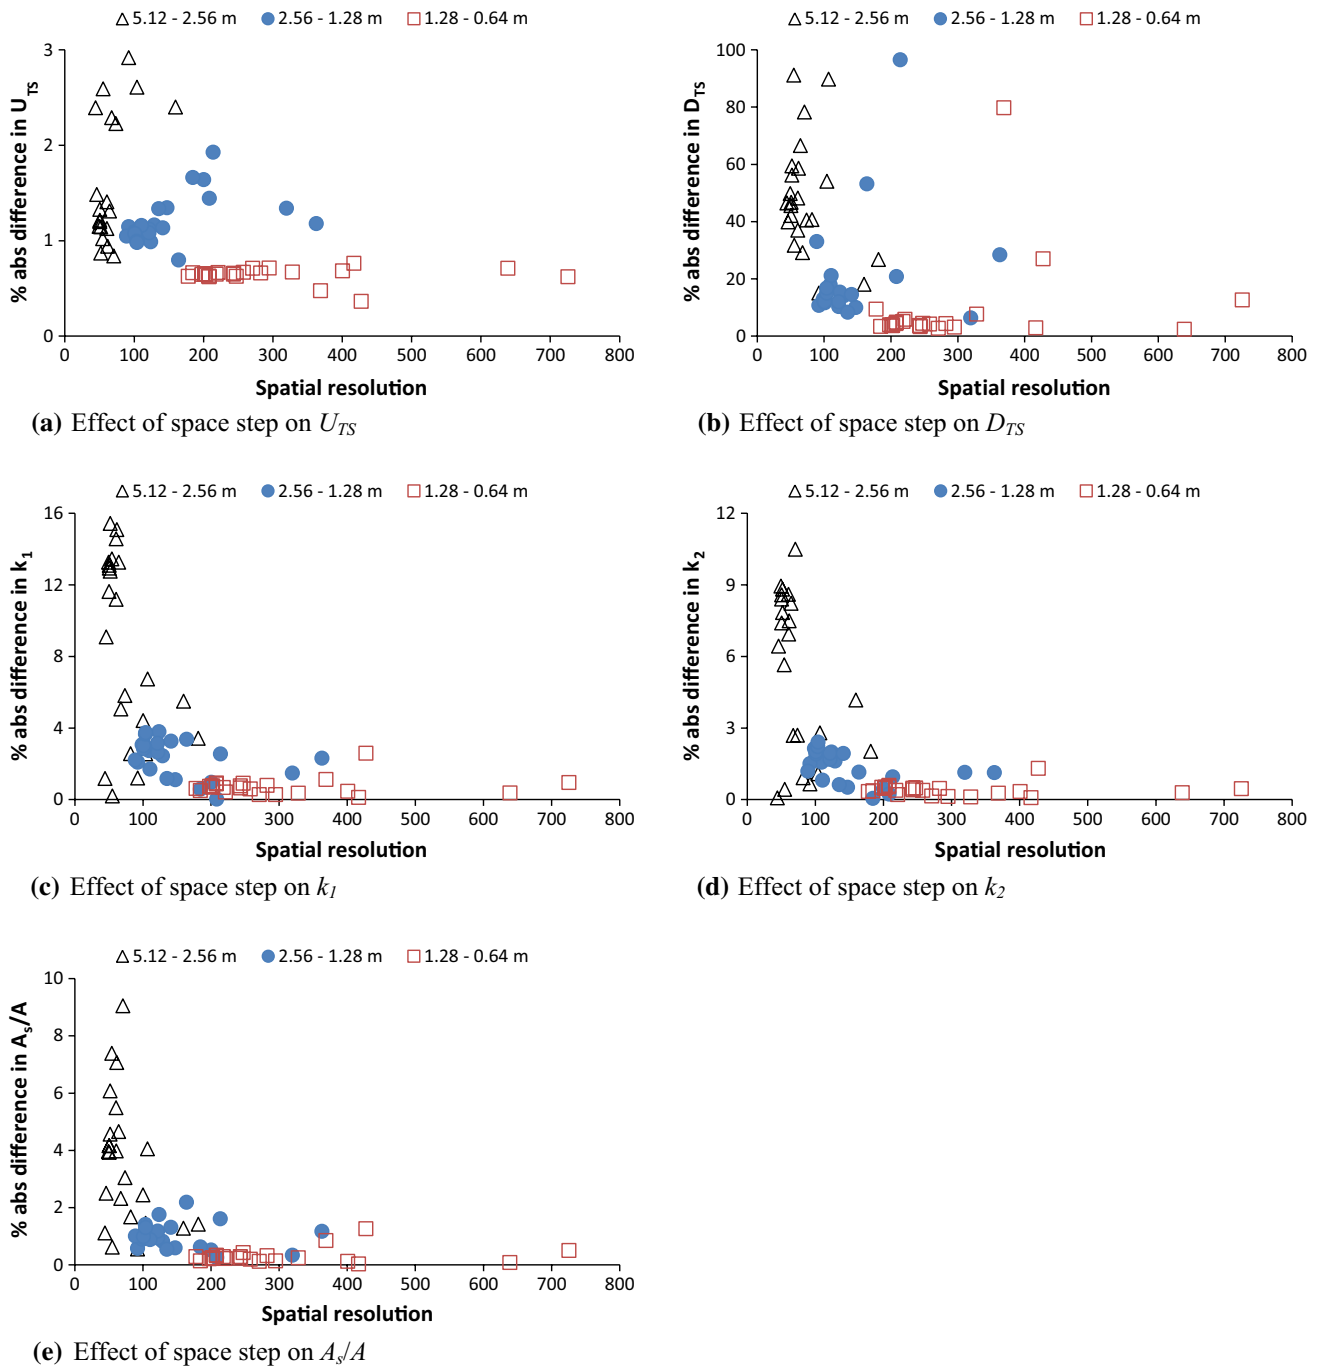 5.12 - 2.56 m 2.56 - 1.28 m 1.28 - 0.64 m
% abs difference in U_TS
3
2
1
0
0 100 200 300 400 500 600 700 800
Spatial resolution
(a) Effect of space step on U_TS
5.12 - 2.56 m 2.56 - 1.28 m 1.28 - 0.64 m
% abs difference in D_TS
100
80
60
40
20
0
0 100 200 300 400 500 600 700 800
Spatial resolution
(b) Effect of space step on D_TS
5.12 - 2.56 m 2.56 - 1.28 m 1.28 - 0.64 m
% abs difference in k_1
16
12
8
4
0
0 100 200 300 400 500 600 700 800
Spatial resolution
(c) Effect of space step on k_1
5.12 - 2.56 m 2.56 - 1.28 m 1.28 - 0.64 m
% abs difference in k_2
12
9
6
3
0
0 100 200 300 400 500 600 700 800
Spatial resolution
(d) Effect of space step on k_2
5.12 - 2.56 m 2.56 - 1.28 m 1.28 - 0.64 m
% abs difference in A_s/A
10
8
6
4
2
0
0 100 200 300 400 500 600 700 800
Spatial resolution
(e) Effect of space step on A_s/A